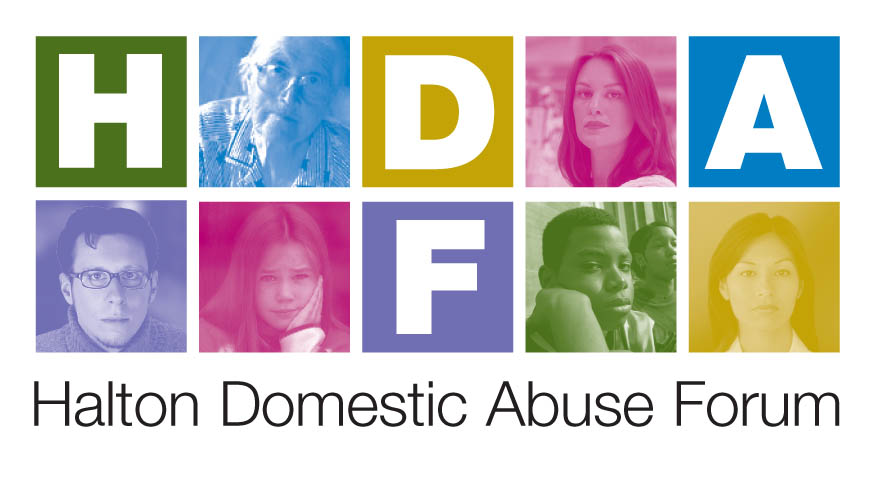 H D A
F
Halton Domestic Abuse Forum